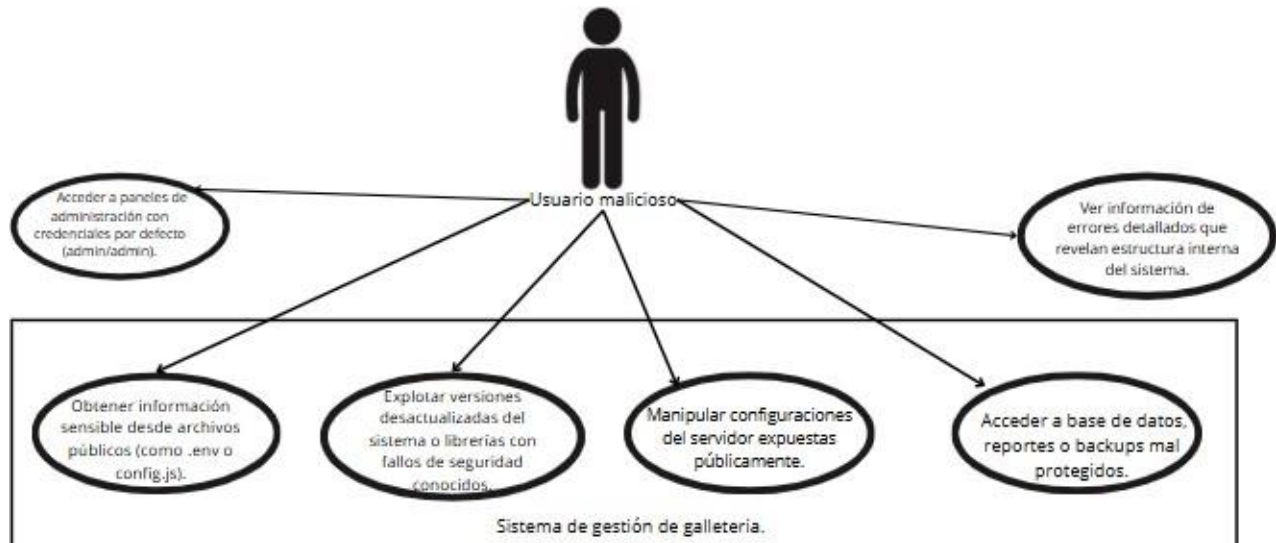 Usuario malicioso
Acceder a paneles de
administración con
credenciales por defecto
(admin/admin).
Ver información de
errores detallados que
revelan estructura interna
del sistema.
Obtener información
sensible desde archivos
públicos (como .env o
config.js).
Explotar versiones
desactualizadas del
sistema o librerías con
fallos de seguridad
conocidos.
Manipular configuraciones
del servidor expuestas
públicamente.
Acceder a base de datos,
reportes o backups mal
protegidos.
Sistema de gestión de galleteria.